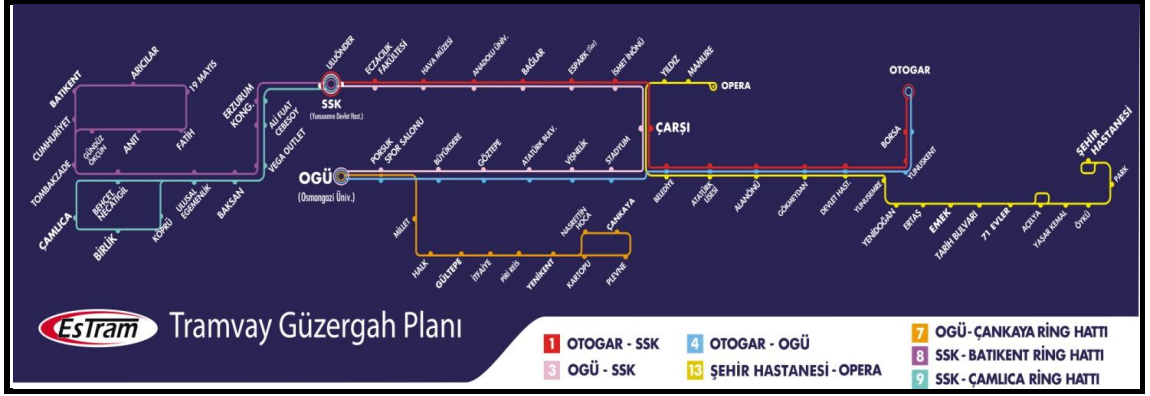 BATIKENT
ARICILAR
19 MAYIS
CUMHURİYET
GÜNDÜZ
ÖKÇÜN
ANIT
FATİH
TOMBAKZADE
ERZURUM
KONG.
ALİ FUAT
CEBESOY
VEGA OUTLET
BEHÇET
NECATİGİL
ULUSAL
EGEMENLİK
BAKSAN
ÇAMLICA
BİRLİK
KÖPRÜ
ULUÖNDER
SSK
(Yunusemre Devlet Hast.)
ECZACILIK
FAKÜLTESİ
HAVA MÜZESİ
ANADOLU ÜNİV.
BAĞLAR
ESPARK (Gar)
İSMET İNÖNÜ
YILDIZ
MAMURE
OPERA
ÇARŞI
OGÜ
(Osmangazi Üniv.)
PORSUK
SPOR SALONU
BÜYÜKDERE
GÖZTEPE
ATATÜRK BULV.
VİŞNELİK
STADYUM
MİLLET
HALK
GÜLTEPE
İTFAİYE
PİRİ REİS
YENİKENT
KARTOPU
PLEVNE
NASRETTİN
HOCA
ÇANKAYA
BELEDİYE
ATATÜRK
LİSESİ
ALANÖNÜ
GÖKMEYDAN
DEVLET HAST.
YUNUSEMRE
OTOGAR
BORSA
YUNUSKENT
YENİDOĞAN
ERTAŞ
EMEK
TARİH BULVARI
71 EVLER
AÇELYA
YAŞAR KEMAL
ÖYKÜ
PARK
ŞEHİR
HASTANESİ
EsTram
Tramvay Güzergah Planı
1 OTOGAR - SSK
3 OGÜ - SSK
4 OTOGAR - OGÜ
13 ŞEHİR HASTANESİ - OPERA
7 OGÜ - ÇANKAYA RİNG HATTI
8 SSK - BATIKENT RİNG HATTI
9 SSK - ÇAMLICA RİNG HATTI